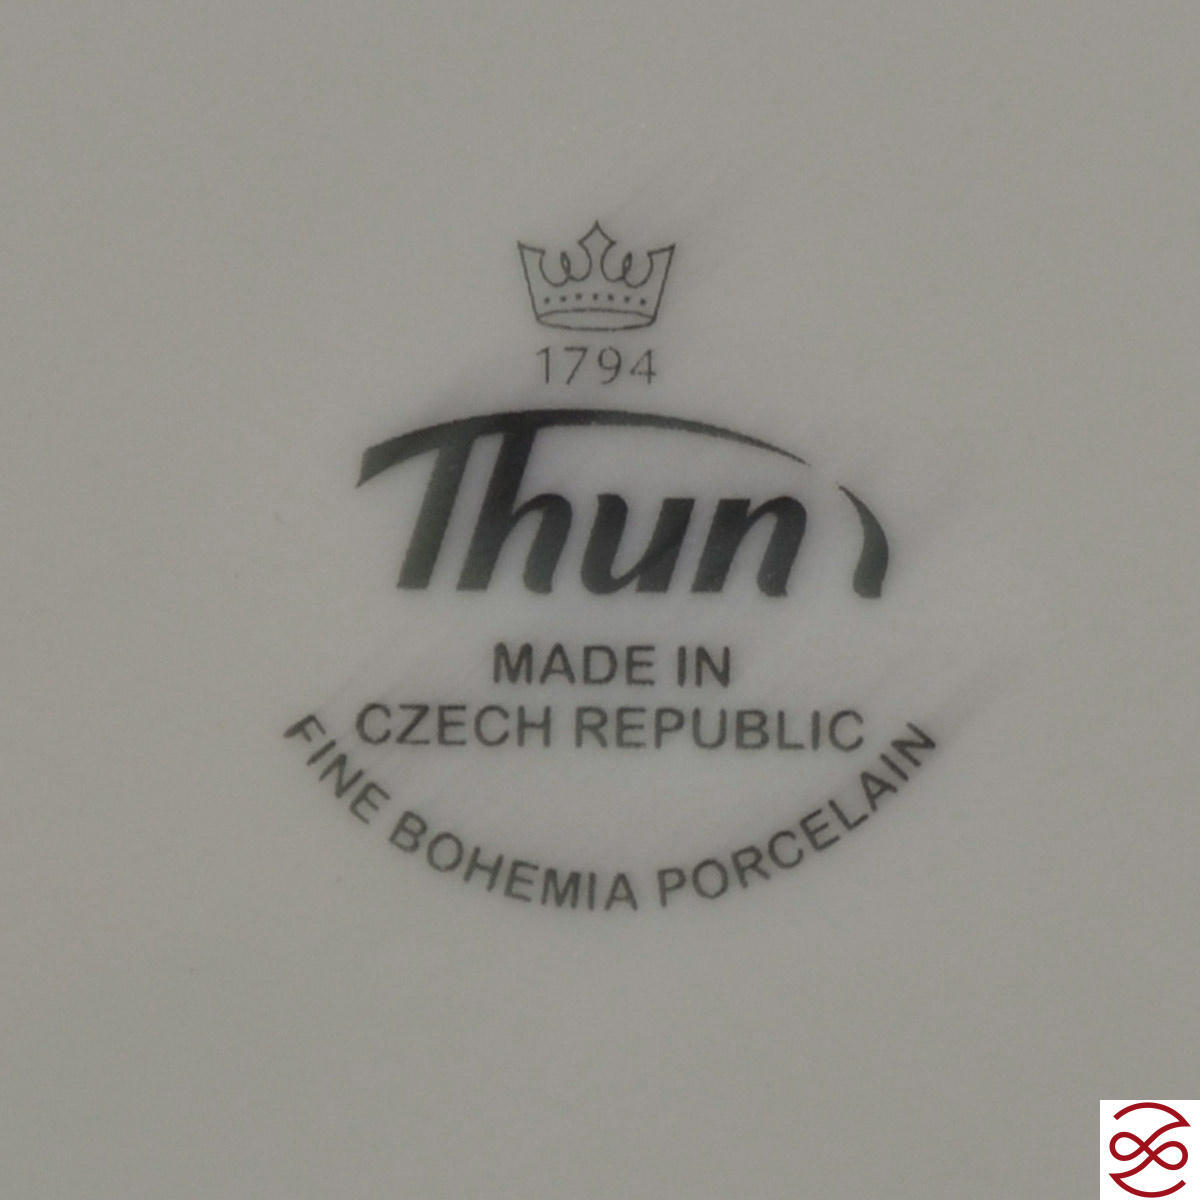 1794
Thun
MADE IN
CZECH REPUBLIC
FINE BOHEMIA PORCELAIN